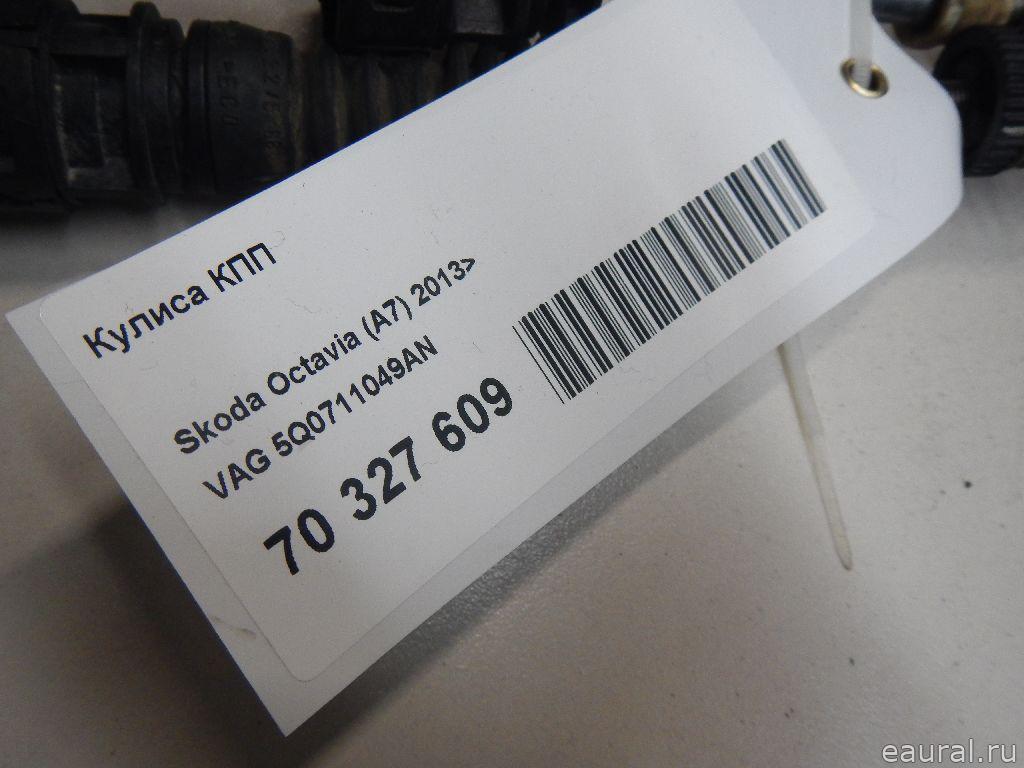 Кулиса КПП
Skoda Octavia (A7) 2013>
VAG 5Q0711049AN
70 327 609
eaural.ru